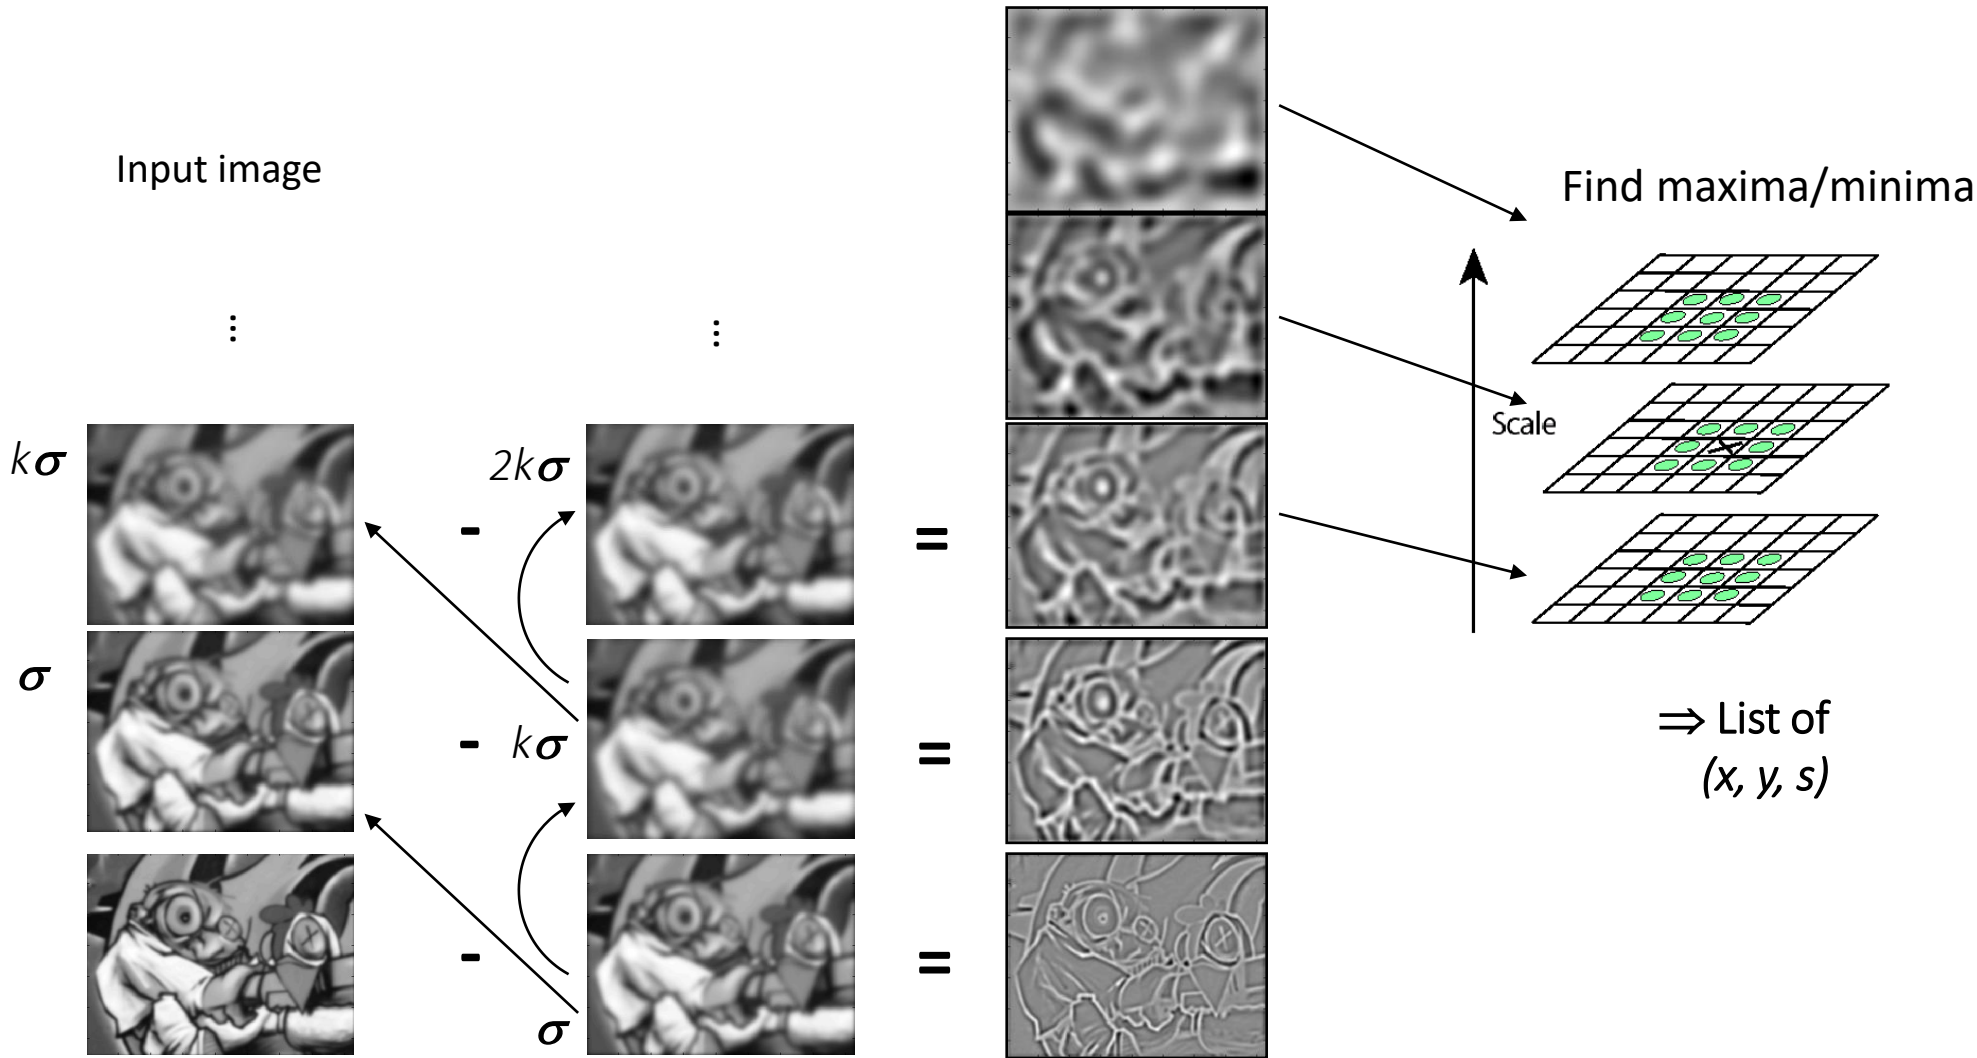 Input image
Find maxima/minima
⋮
⋮
Scale
kσ
2kσ
-
=
σ
-
kσ
=
⇒ List of
(x, y, s)
-
=
σ